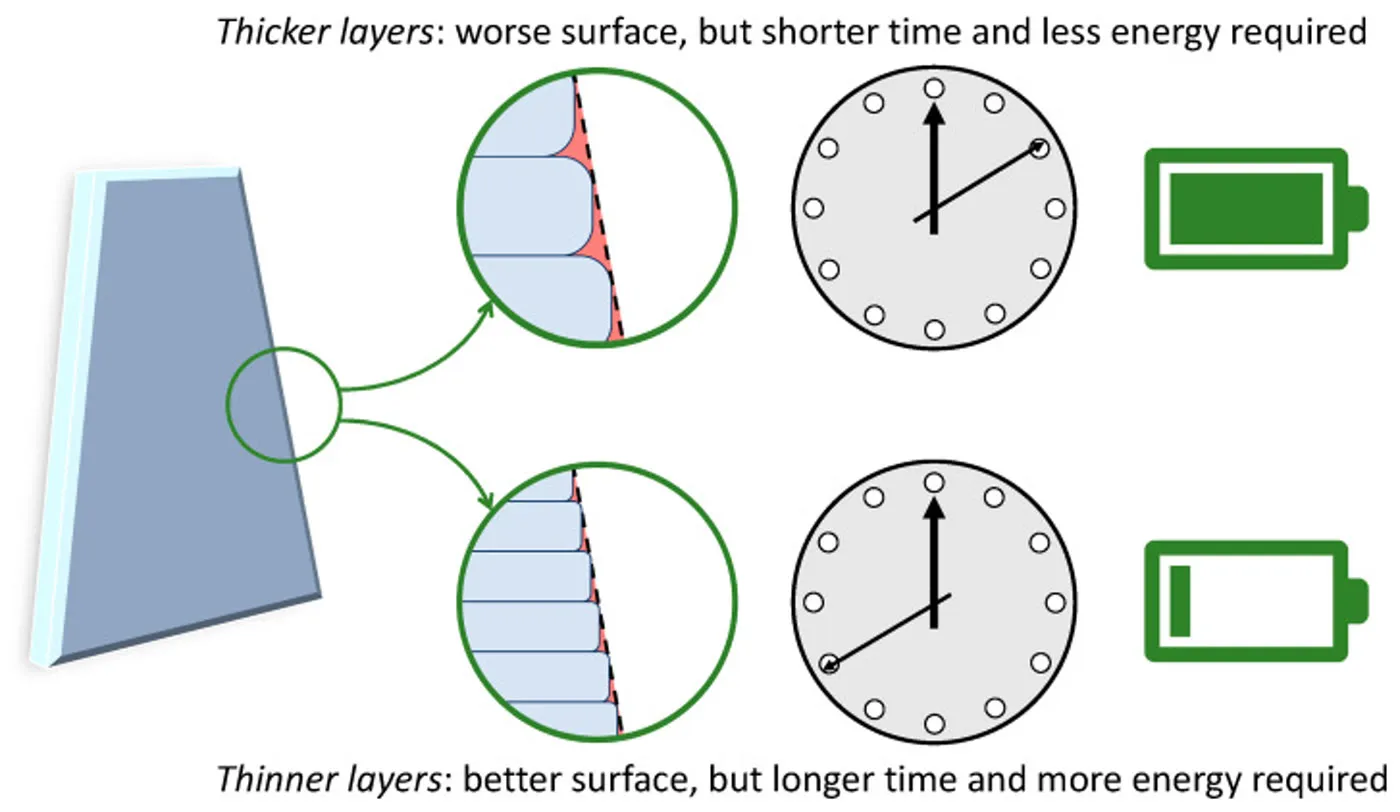 Thicker layers: worse surface, but shorter time and less energy required
Thinner layers: better surface, but longer time and more energy required